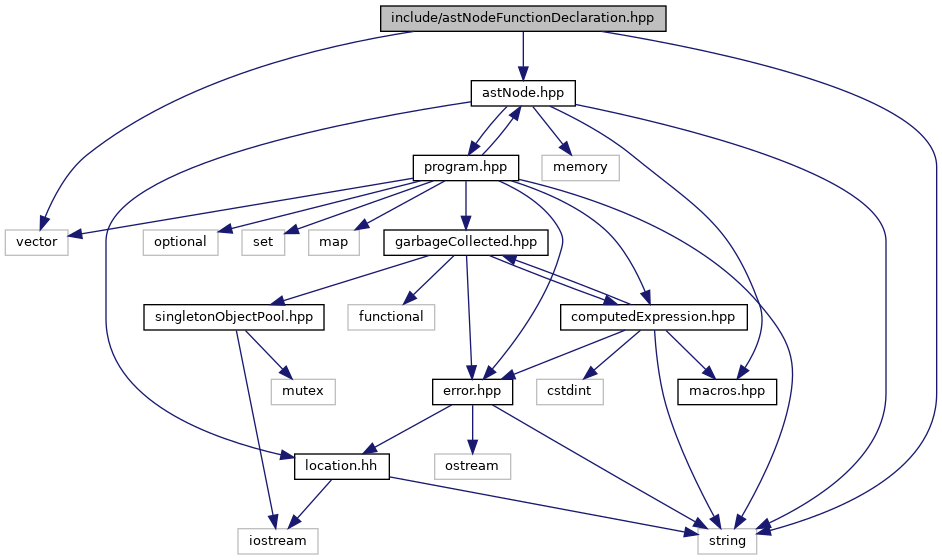 include/astNodeFunctionDeclaration.hpp
astNode.hpp
program.hpp
memory
vector
optional
set
map
garbageCollected.hpp
singletonObjectPool.hpp
functional
computedExpression.hpp
mutex
error.hpp
cstdint
macros.hpp
location.hh
ostream
iostream
string